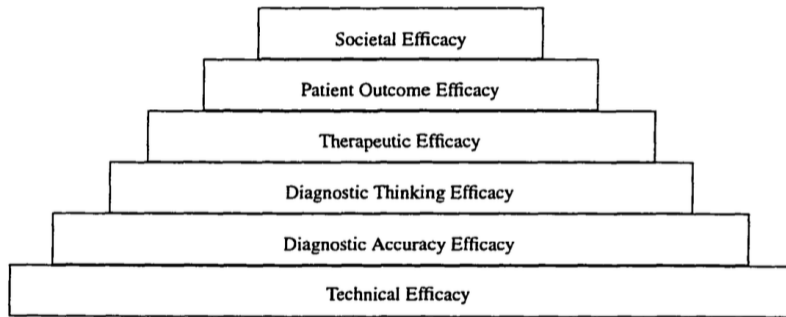 Societal Efficacy
Patient Outcome Efficacy
Therapeutic Efficacy
Diagnostic Thinking Efficacy
Diagnostic Accuracy Efficacy
Technical Efficacy